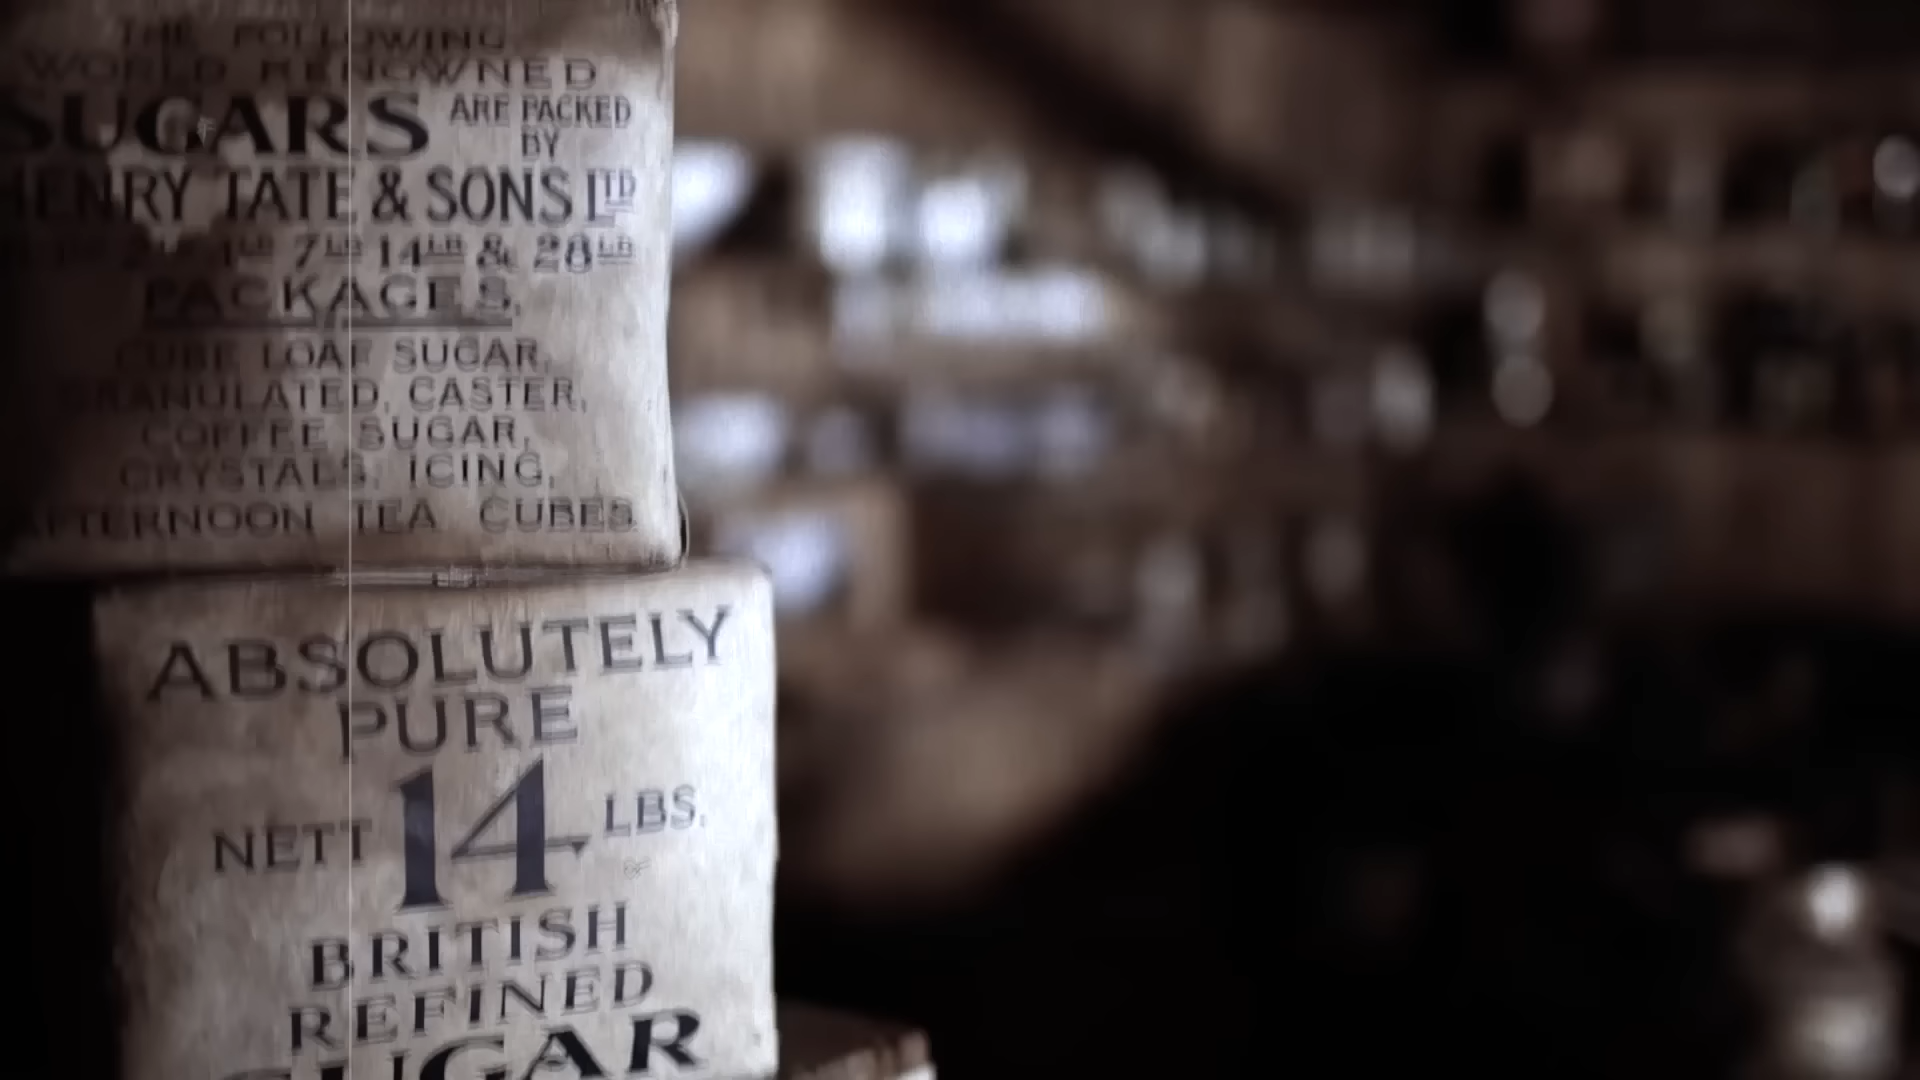 THE FOLLOWING
WORLD RENOWNED
SUGARS ARE PACKED
BY
HENRY TATE & SONS LTD
7LB 14LB & 28LB
PACKAGES.
CUBE LOAF SUGAR,
GRANULATED, CASTER,
COFFEE SUGAR,
CRYSTALS, ICING,
AFTERNOON TEA CUBES.
ABSOLUTELY
PURE
NETT 14 LBS.
BRITISH
REFINED
SUGAR